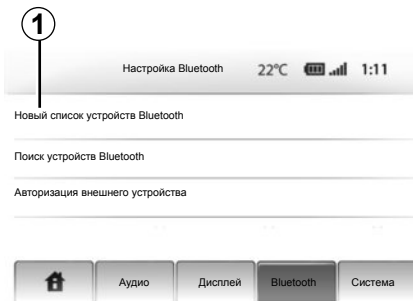 1
Настройка Bluetooth 22°C 1:11
Новый список устройств Bluetooth
Поиск устройств Bluetooth
Авторизация внешнего устройства
Аудио Дисплей Bluetooth Система